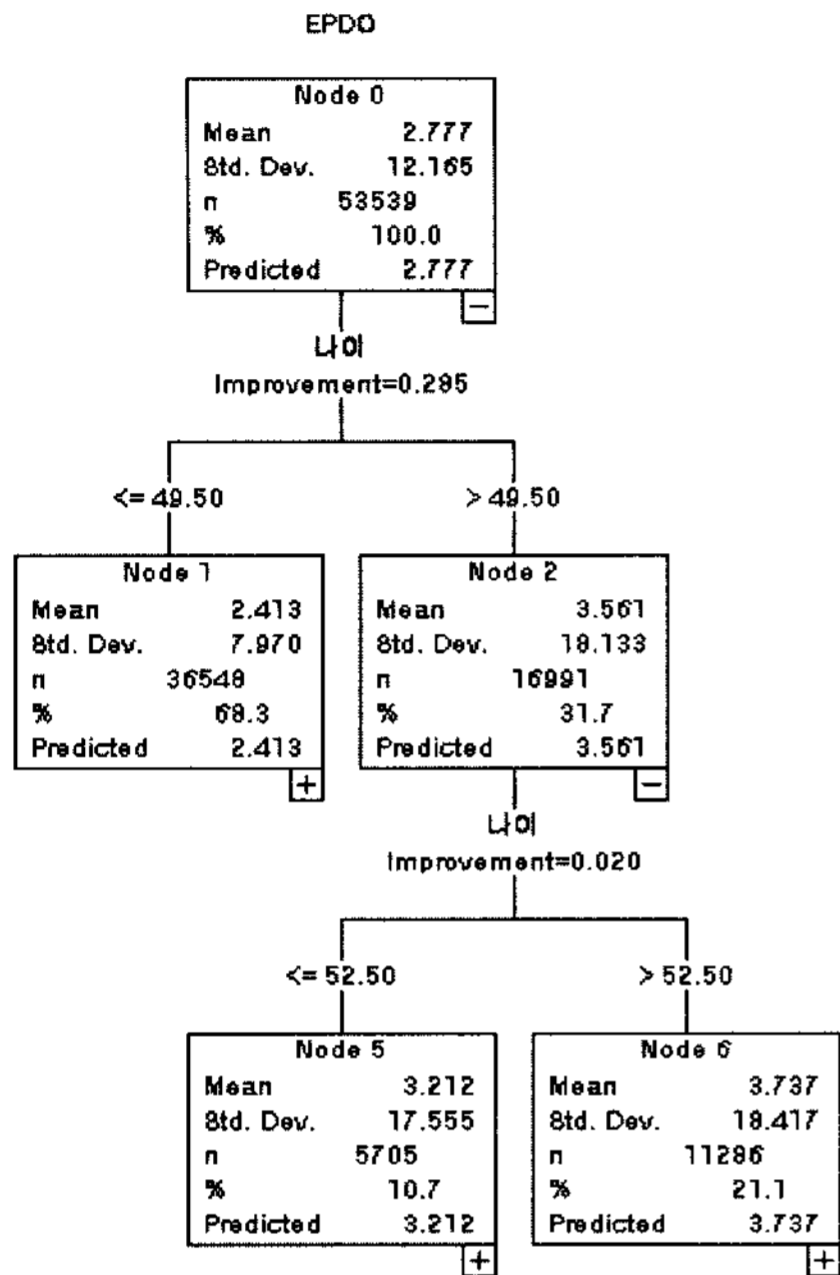 EPDO
Node 0
Mean 2.777
Std. Dev. 12.165
n 53539
% 100.0
Predicted 2.777
−
나이
Improvement=0.285
<= 49.50
> 49.50
Node 1
Mean 2.413
Std. Dev. 7.970
n 36548
% 68.3
Predicted 2.413
+
Node 2
Mean 3.561
Std. Dev. 18.133
n 16991
% 31.7
Predicted 3.561
−
나이
Improvement=0.020
<= 52.50
> 52.50
Node 5
Mean 3.212
Std. Dev. 17.555
n 5705
% 10.7
Predicted 3.212
+
Node 6
Mean 3.737
Std. Dev. 18.417
n 11286
% 21.1
Predicted 3.737
+